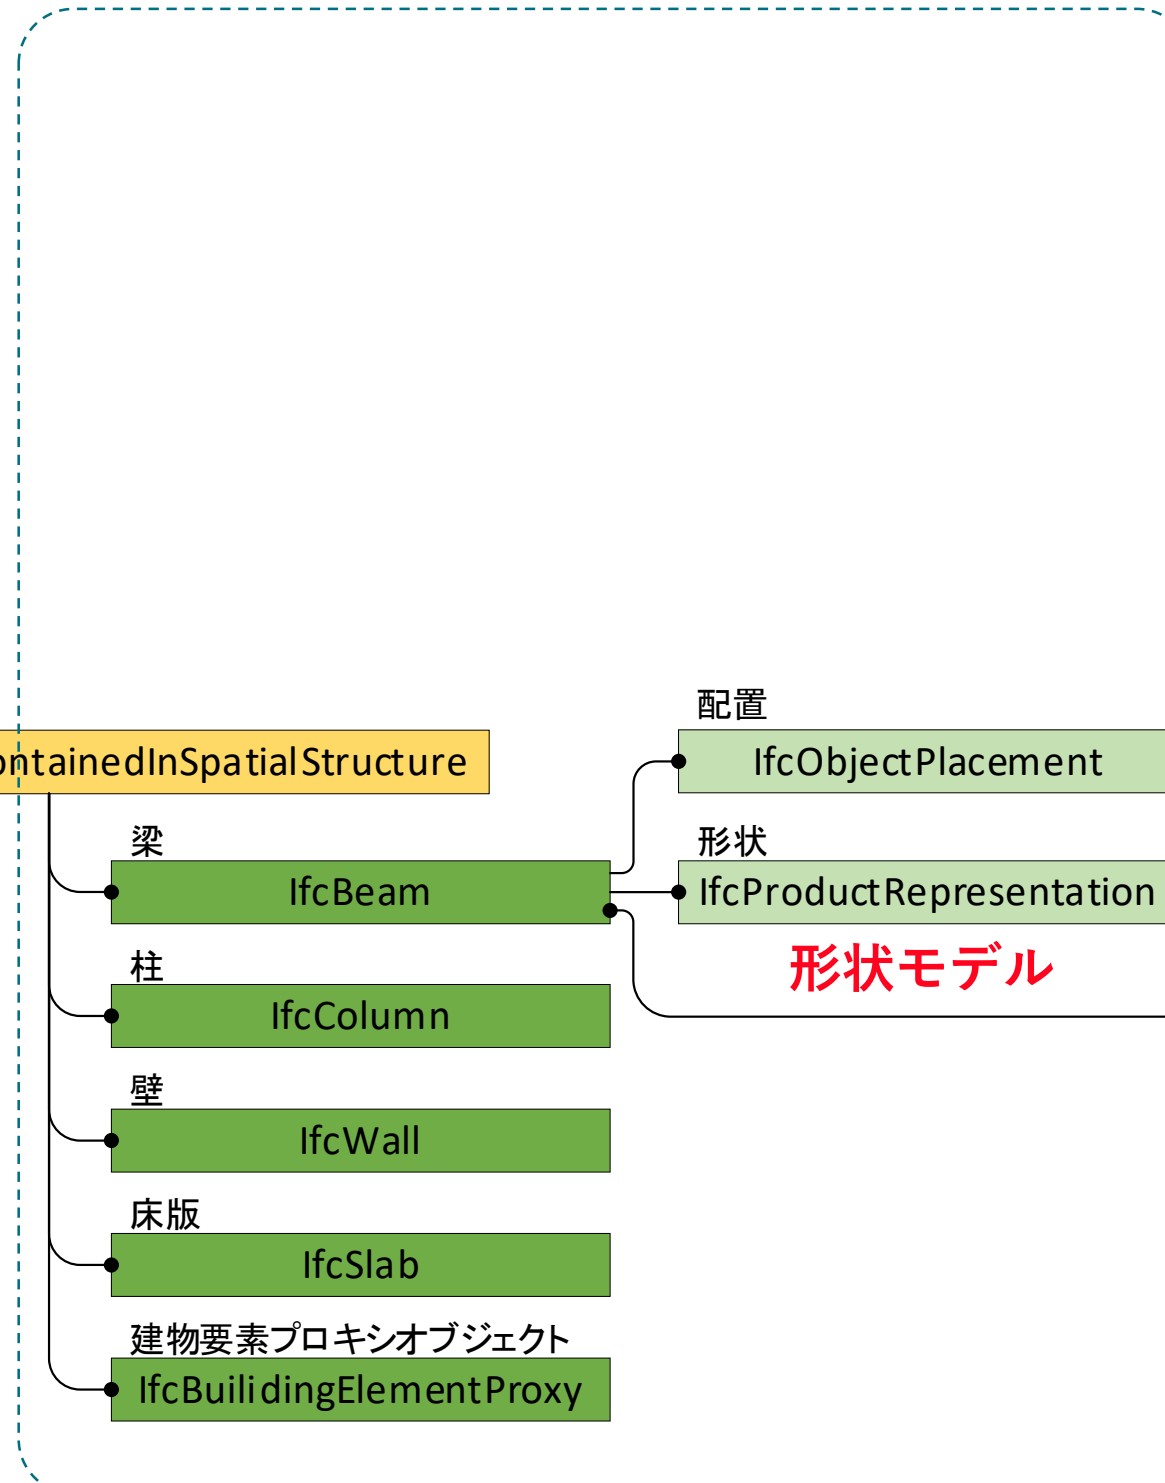 配置
ontainedInSpatialStructure
IfcObjectPlacement
梁
形状
IfcBeam
IfcProductRepresentation
形状モデル
柱
IfcColumn
壁
IfcWall
床版
IfcSlab
建物要素プロキシオブジェクト
IfcBuilidingElementProxy